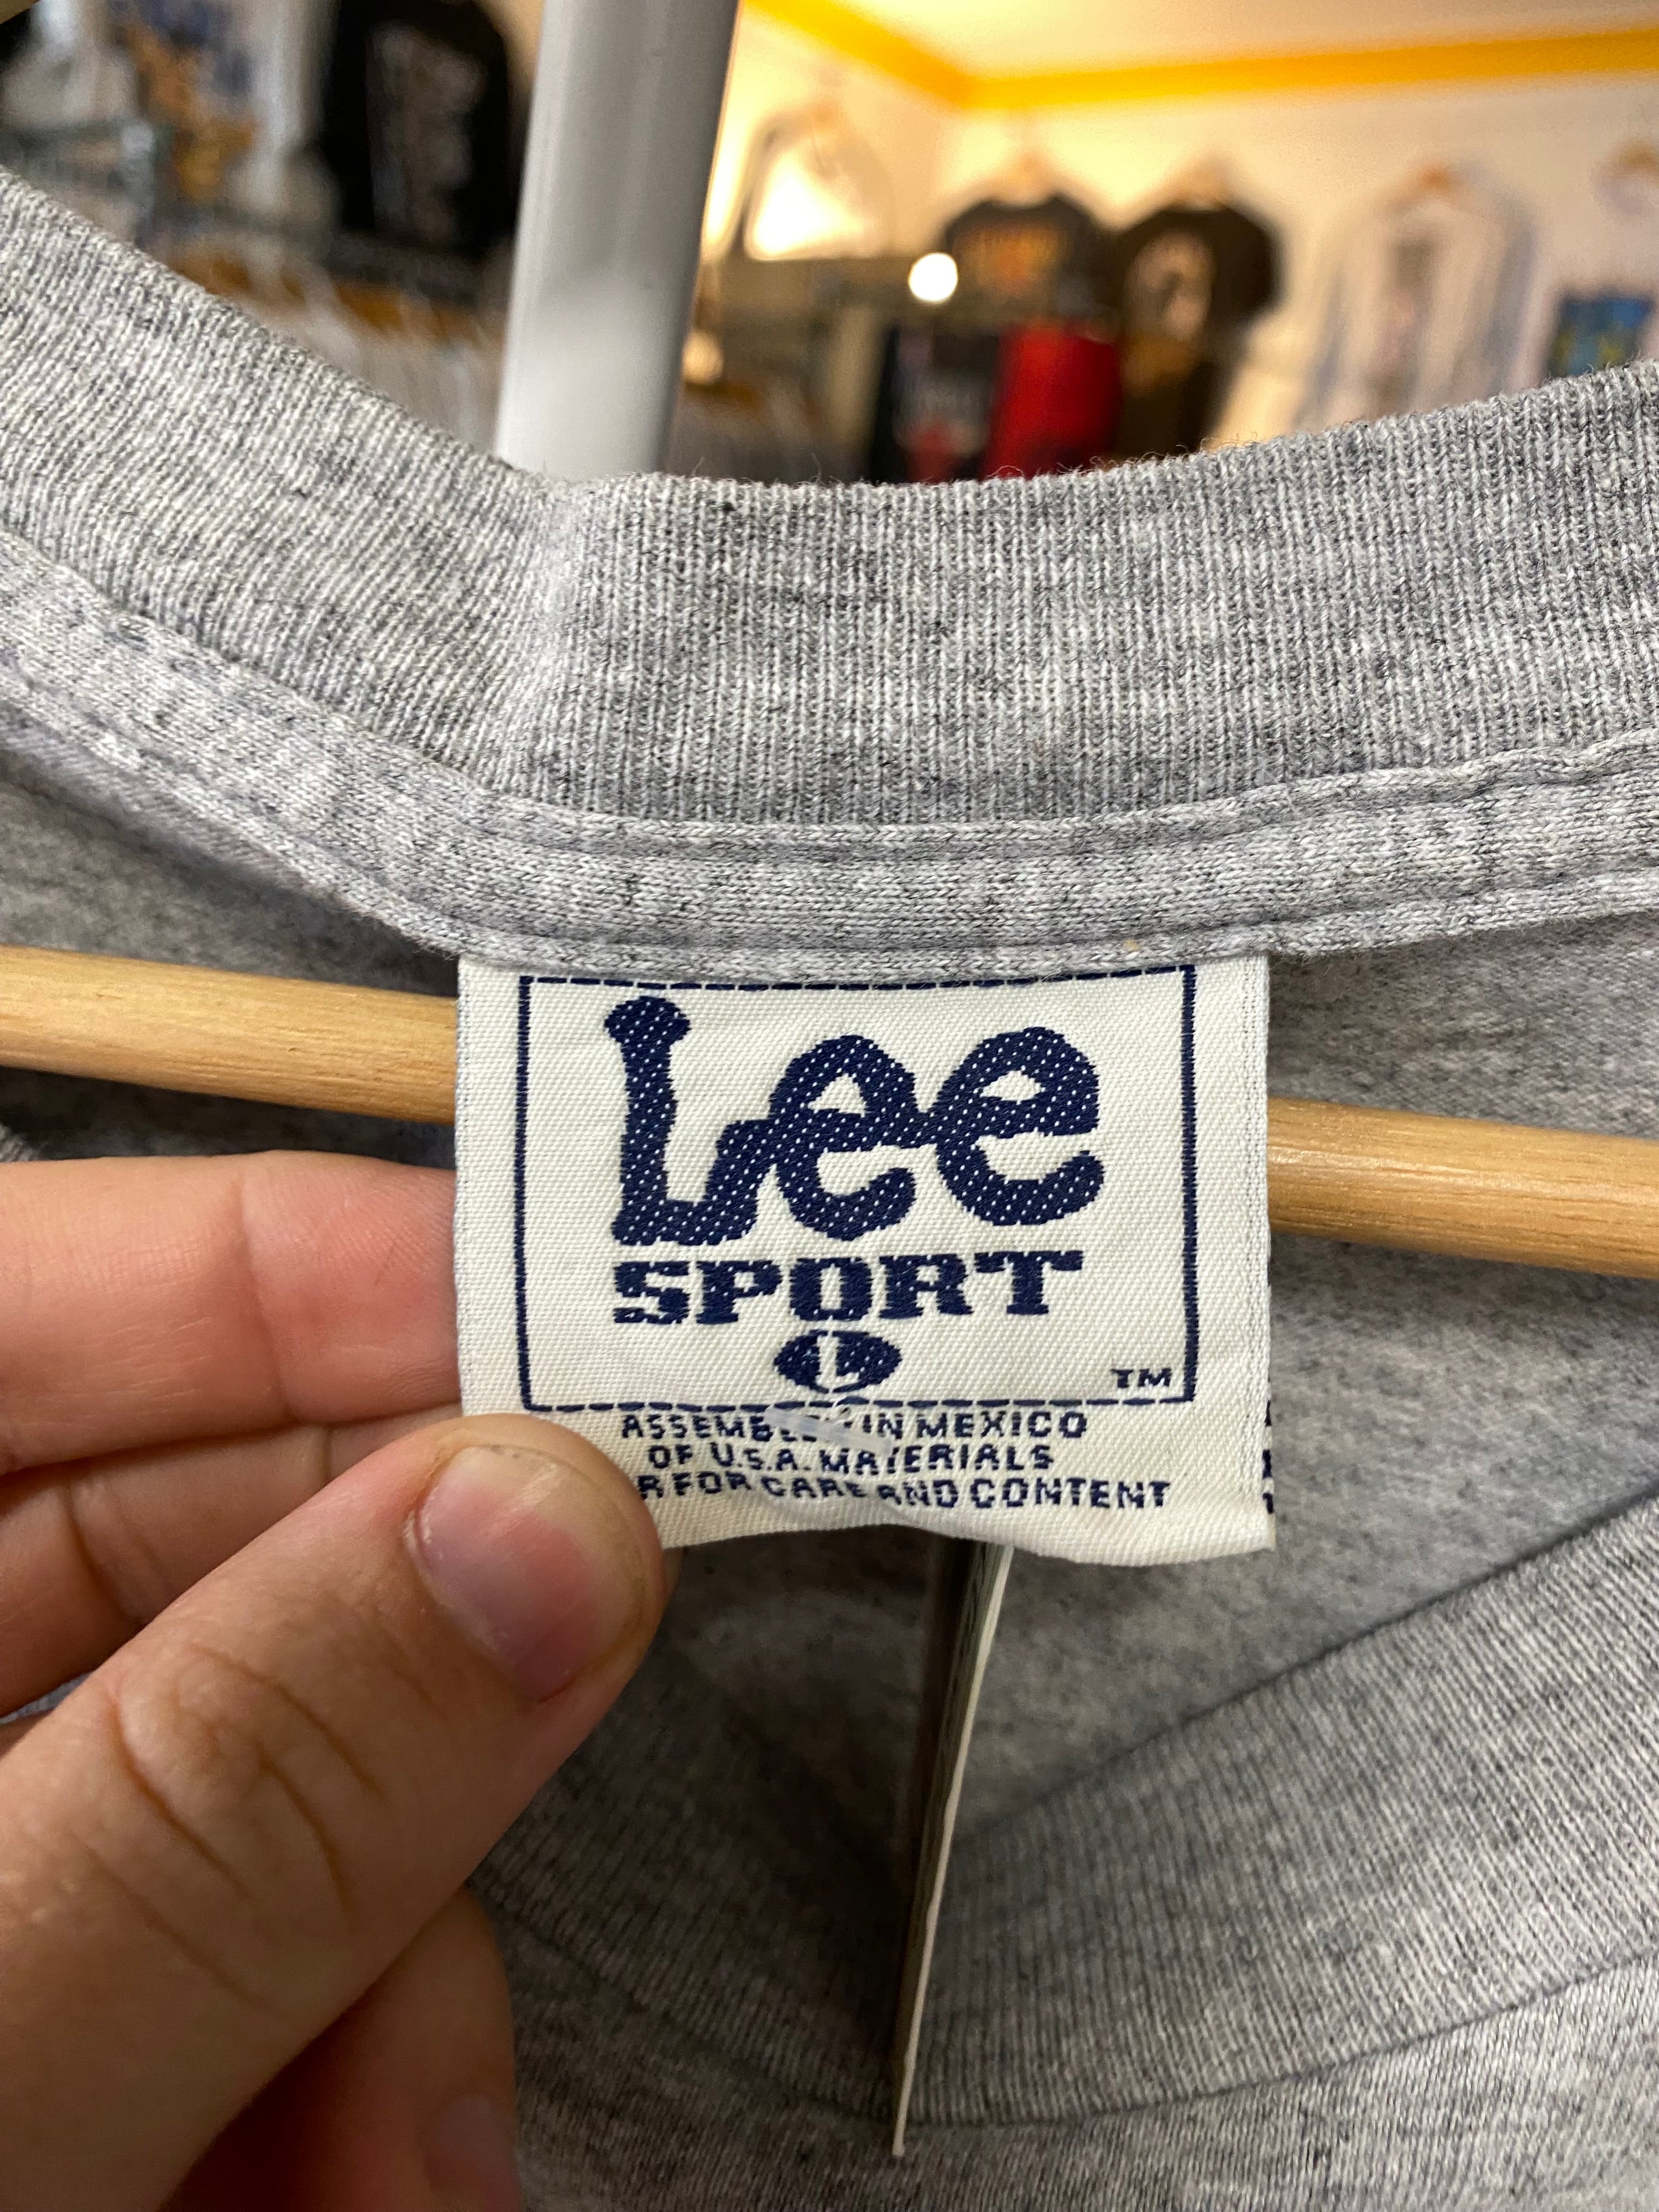 Lee
SPORT
L
TM
ASSEMBLED IN MEXICO
OF U.S.A. MATERIALS
R FOR CARE AND CONTENT